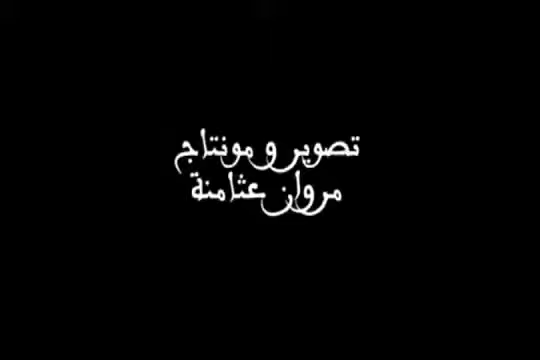 تصوير و مونتاج
مروان عثامنة